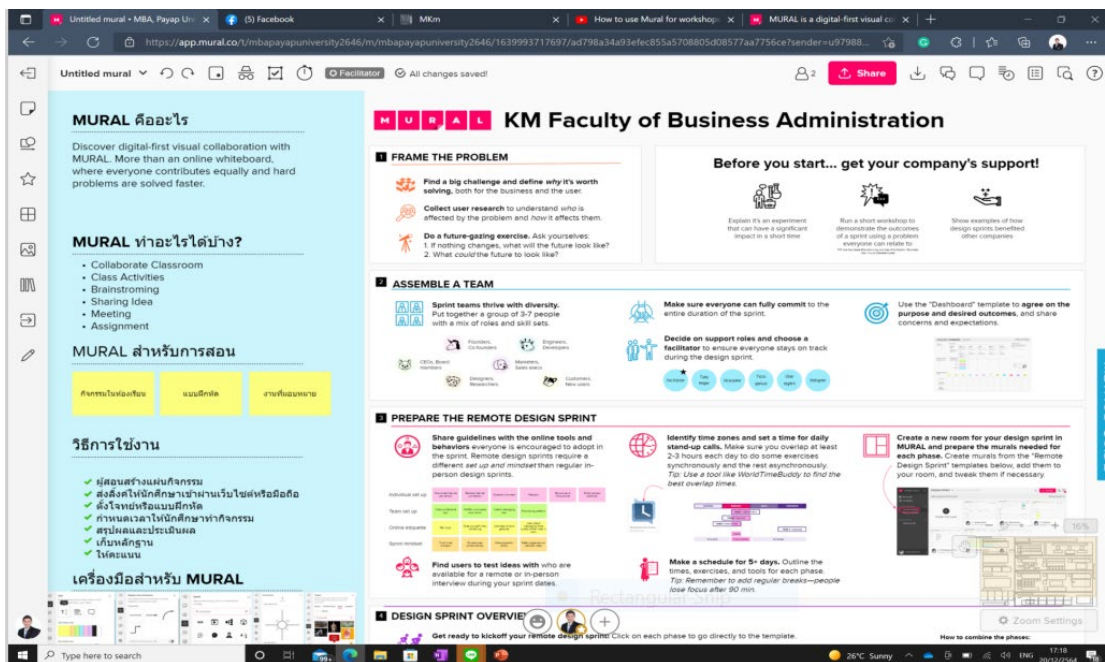 Untitled mural • MBA, Payap Uni
(5) Facebook
MKm
How to use Mural for workshop
MURAL is a digital-first visual co
https://app.mural.co/t/mbapayapuniversity2646/m/mbapayapuniversity2646/1639993717697/ad798a34a93efec855a5708805d08577aa7756ce?sender=u97988...
Untitled mural
Facilitator
All changes saved!
2
Share
MURAL คืออะไร
Discover digital-first visual collaboration with
MURAL. More than an online whiteboard,
where everyone contributes equally and hard
problems are solved faster.
MURAL ทำอะไรได้บ้าง?
• Collaborate Classroom
• Class Activities
• Brainstroming
• Sharing Idea
• Meeting
• Assignment
MURAL สำหรับการสอน
กิจกรรมในห้องเรียน
แบบฝึกหัด
งานที่มอบหมาย
วิธีการใช้งาน
ผู้สอนสร้างแผ่นกิจกรรม
ส่งลิ้งค์ให้นักศึกษาเข้าผ่านเว็บไซต์หรือมือถือ
ตั้งโจทย์หรือแบบฝึกหัด
กำหนดเวลาให้นักศึกษาทำกิจกรรม
สรุปผลและประเมินผล
เก็บหลักฐาน
ให้คะแนน
เครื่องมือสำหรับ MURAL
MURAL KM Faculty of Business Administration
1 FRAME THE PROBLEM
Find a big challenge and define why it's worth
solving, both for the business and the user.
Collect user research to understand who is
affected by the problem and how it affects them.
Do a future-gazing exercise. Ask yourselves:
1. If nothing changes, what will the future look like?
2. What could the future to look like?
Before you start... get your company's support!
Explain it's an experiment
that can have a significant
impact in a short time
Run a short workshop to
demonstrate the outcomes
of a sprint using a problem
everyone can relate to
Show examples of how
design sprints benefited
other companies
2 ASSEMBLE A TEAM
Sprint teams thrive with diversity.
Put together a group of 3-7 people
with a mix of roles and skill sets.
Founders,
Co-founders
Engineers,
Developers
CEOs, Board
members
Marketers,
Sales execs
Designers,
Researchers
Customers,
New users
Make sure everyone can fully commit to the
entire duration of the sprint.
Decide on support roles and choose a
facilitator to ensure everyone stays on track
during the design sprint.
Use the "Dashboard" template to agree on the
purpose and desired outcomes, and share
concerns and expectations.
3 PREPARE THE REMOTE DESIGN SPRINT
Share guidelines with the online tools and
behaviors everyone is encouraged to adopt in
the sprint. Remote design sprints require a
different set up and mindset than regular in-
person design sprints.
Individual set up
Team set up
Online etiquette
Sprint mindset
Find users to test ideas with who are
available for a remote or in-person
interview during your sprint dates.
Identify time zones and set a time for daily
stand-up calls. Make sure you overlap at least
2-3 hours each day to do some exercises
synchronously and the rest asynchronously.
Tip: Use a tool like WorldTimeBuddy to find the
best overlap times.
Make a schedule for 5+ days. Outline the
times, exercises, and tools for each phase.
Tip: Remember to add regular breaks—people
lose focus after 90 min.
Create a new room for your design sprint in
MURAL and prepare the murals needed for
each phase. Create murals from the "Remote
Design Sprint" templates below, add them to
your room, and tweak them if necessary.
16%
Rectangular Snip
Zoom Settings
4 DESIGN SPRINT OVERVIE
Get ready to kickoff your remote design sprint! Click on each phase to go directly to the template.
How to combine the phases:
Type here to search
99+
26°C Sunny
ENG
17:18
20/12/2564